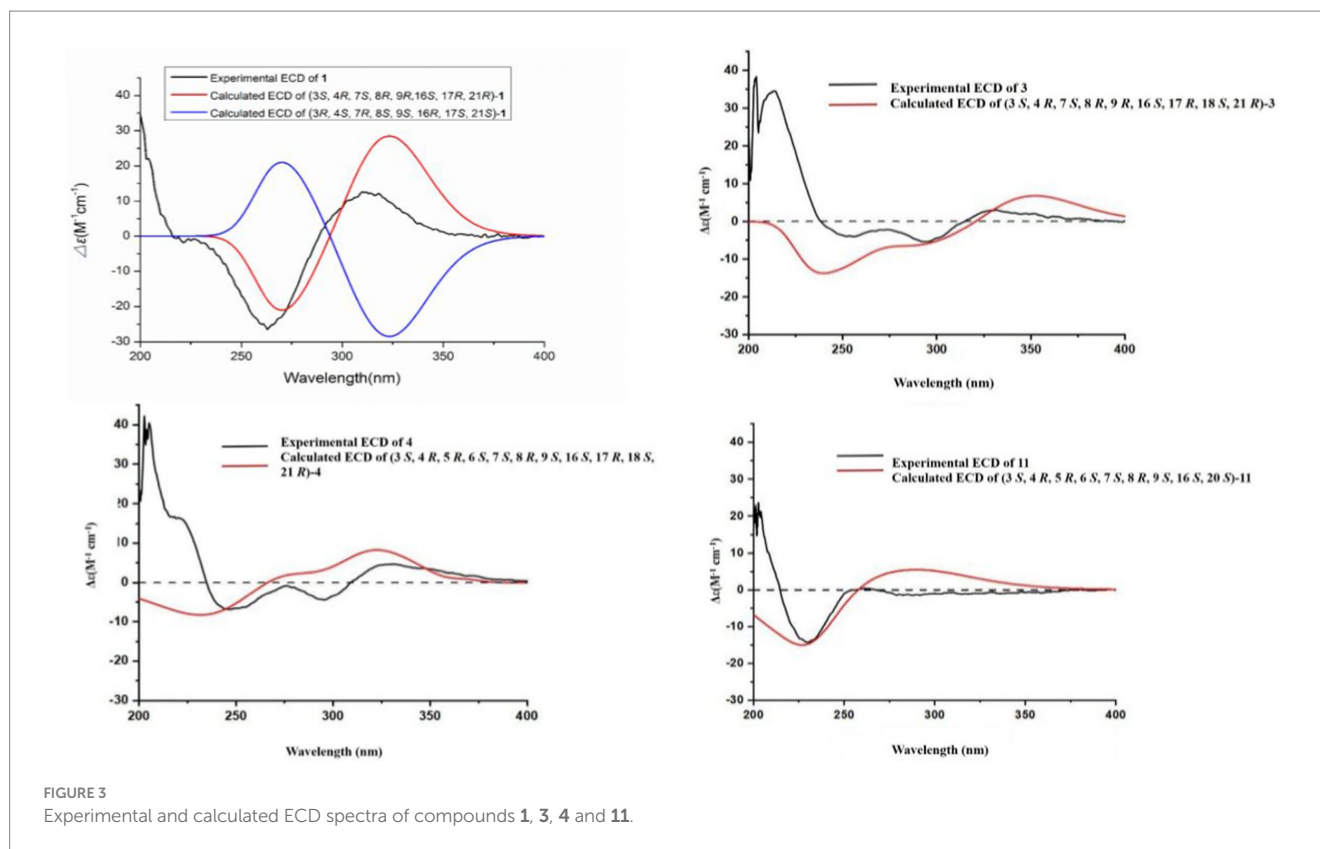 Experimental ECD of 1
Calculated ECD of (3S, 4R, 7S, 8R, 9R,16S, 17R, 21R)-1
Calculated ECD of (3R, 4S, 7R, 8S, 9S, 16R, 17S, 21S)-1
40
30
20
10
0
-10
-20
-30
△ε(M⁻¹cm⁻¹)
200
250
300
350
400
Wavelength(nm)
Experimental ECD of 3
Calculated ECD of (3 S, 4 R, 7 S, 8 R, 9 R, 16 S, 17 R, 18 S, 21 R)-3
40
30
20
10
0
-10
-20
-30
Δε(M⁻¹ cm⁻¹)
200
250
300
350
400
Wavelength (nm)
Experimental ECD of 4
Calculated ECD of (3 S, 4 R, 5 R, 6 S, 7 S, 8 R, 9 S, 16 S, 17 R, 18 S,
21 R)-4
40
30
20
10
0
-10
-20
-30
Δε(M⁻¹ cm⁻¹)
200
250
300
350
400
Wavelength (nm)
Experimental ECD of 11
Calculated ECD of (3 S, 4 R, 5 R, 6 S, 7 S, 8 R, 9 S, 16 S, 20 S)-11
40
30
20
10
0
-10
-20
-30
Δε(M⁻¹ cm⁻¹)
200
250
300
350
400
Wavelength (nm)
FIGURE 3
Experimental and calculated ECD spectra of compounds 1, 3, 4 and 11.